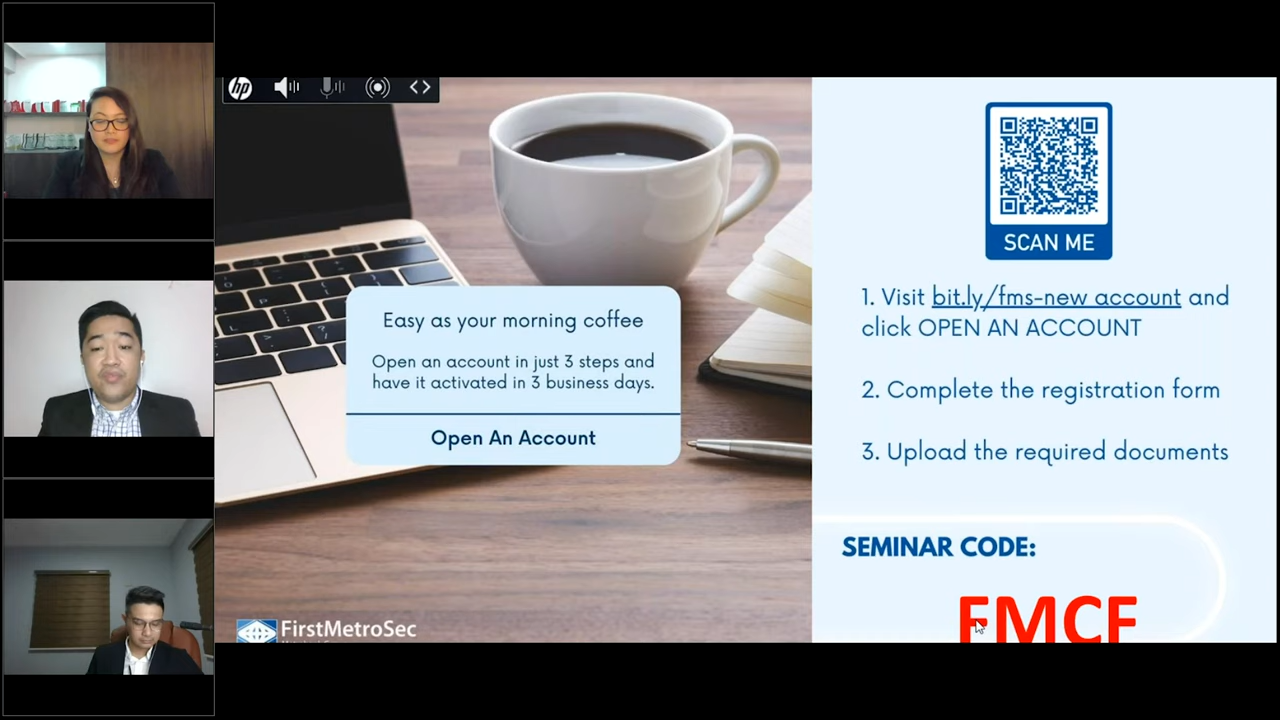 hp
Easy as your morning coffee
Open an account in just 3 steps and
have it activated in 3 business days.
Open An Account
FirstMetroSec
SCAN ME
1. Visit bit.ly/fms-new account and
click OPEN AN ACCOUNT
2. Complete the registration form
3. Upload the required documents
SEMINAR CODE:
FMCF